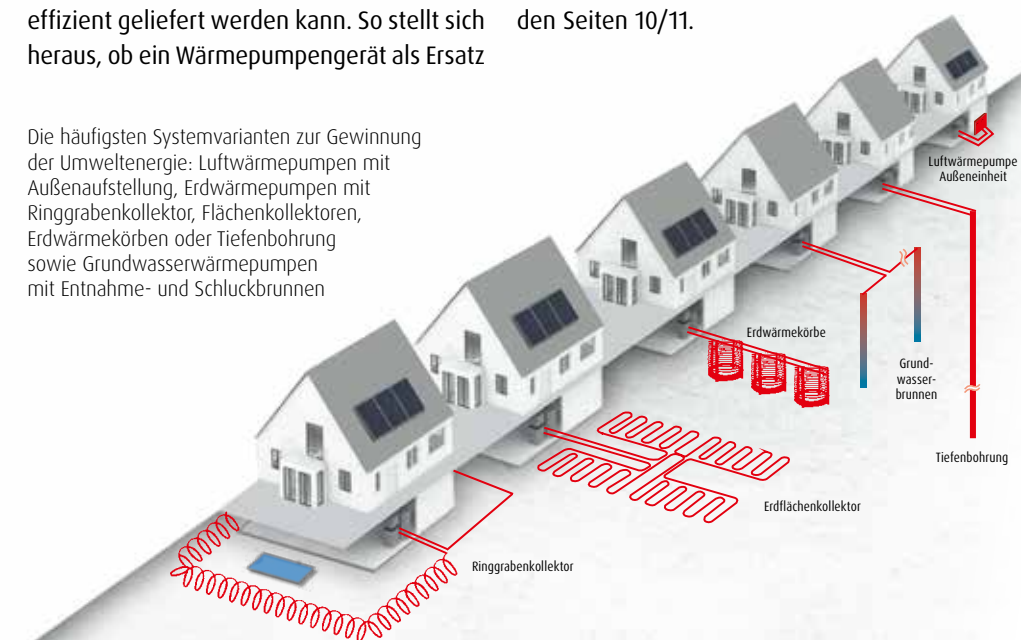 effizient geliefert werden kann. So stellt sich
heraus, ob ein Wärmepumpengerät als Ersatz
den Seiten 10/11.
Die häufigsten Systemvarianten zur Gewinnung
der Umweltenergie: Luftwärmepumpen mit
Außenaufstellung, Erdwärmepumpen mit
Ringgrabenkollektor, Flächenkollektoren,
Erdwärmekörben oder Tiefenbohrung
sowie Grundwasserwärmepumpen
mit Entnahme- und Schluckbrunnen
Luftwärmepumpe
Außeneinheit
Erdwärmekörbe
Grund-
wasser-
brunnen
Tiefenbohrung
Erdflächenkollektor
Ringgrabenkollektor